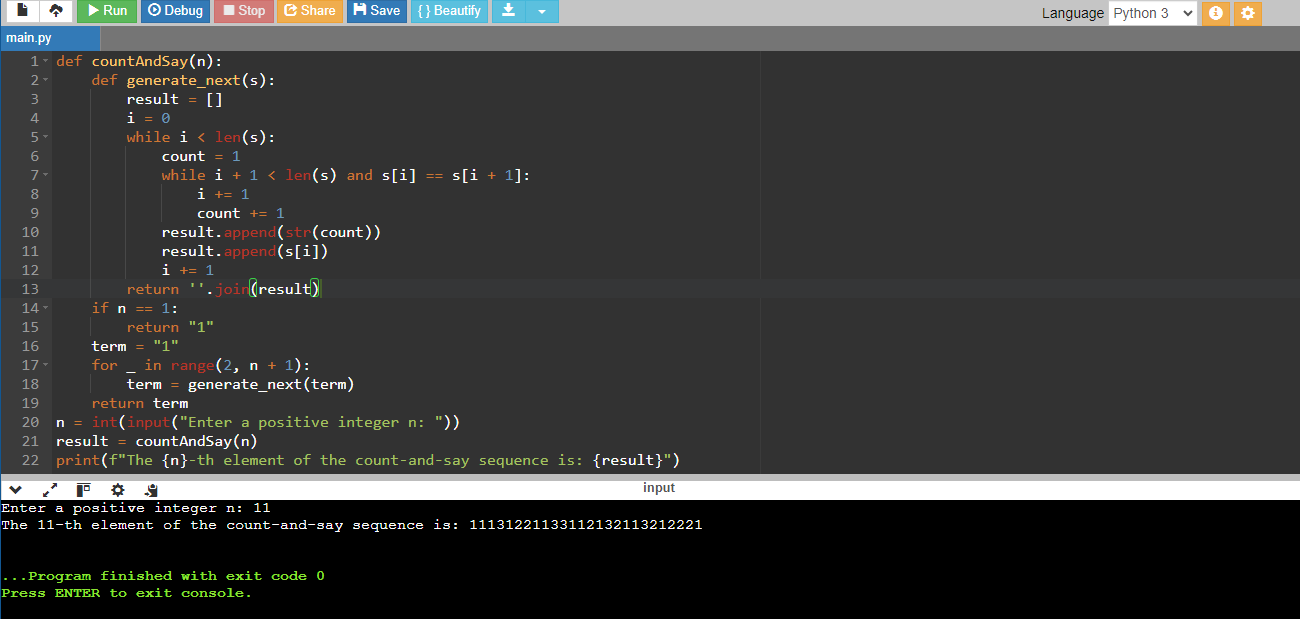 Run Debug Stop Share Save { } Beautify Language Python 3
main.py
1 def countAndSay(n):
2     def generate_next(s):
3         result = []
4         i = 0
5         while i < len(s):
6             count = 1
7             while i + 1 < len(s) and s[i] == s[i + 1]:
8                 i += 1
9                 count += 1
10             result.append(str(count))
11             result.append(s[i])
12             i += 1
13         return ''.join(result)
14     if n == 1:
15         return "1"
16     term = "1"
17     for _ in range(2, n + 1):
18         term = generate_next(term)
19     return term
20 n = int(input("Enter a positive integer n: "))
21 result = countAndSay(n)
22 print(f"The {n}-th element of the count-and-say sequence is: {result}")
input
Enter a positive integer n: 11
The 11-th element of the count-and-say sequence is: 11131221133112132113212221
...Program finished with exit code 0
Press ENTER to exit console.